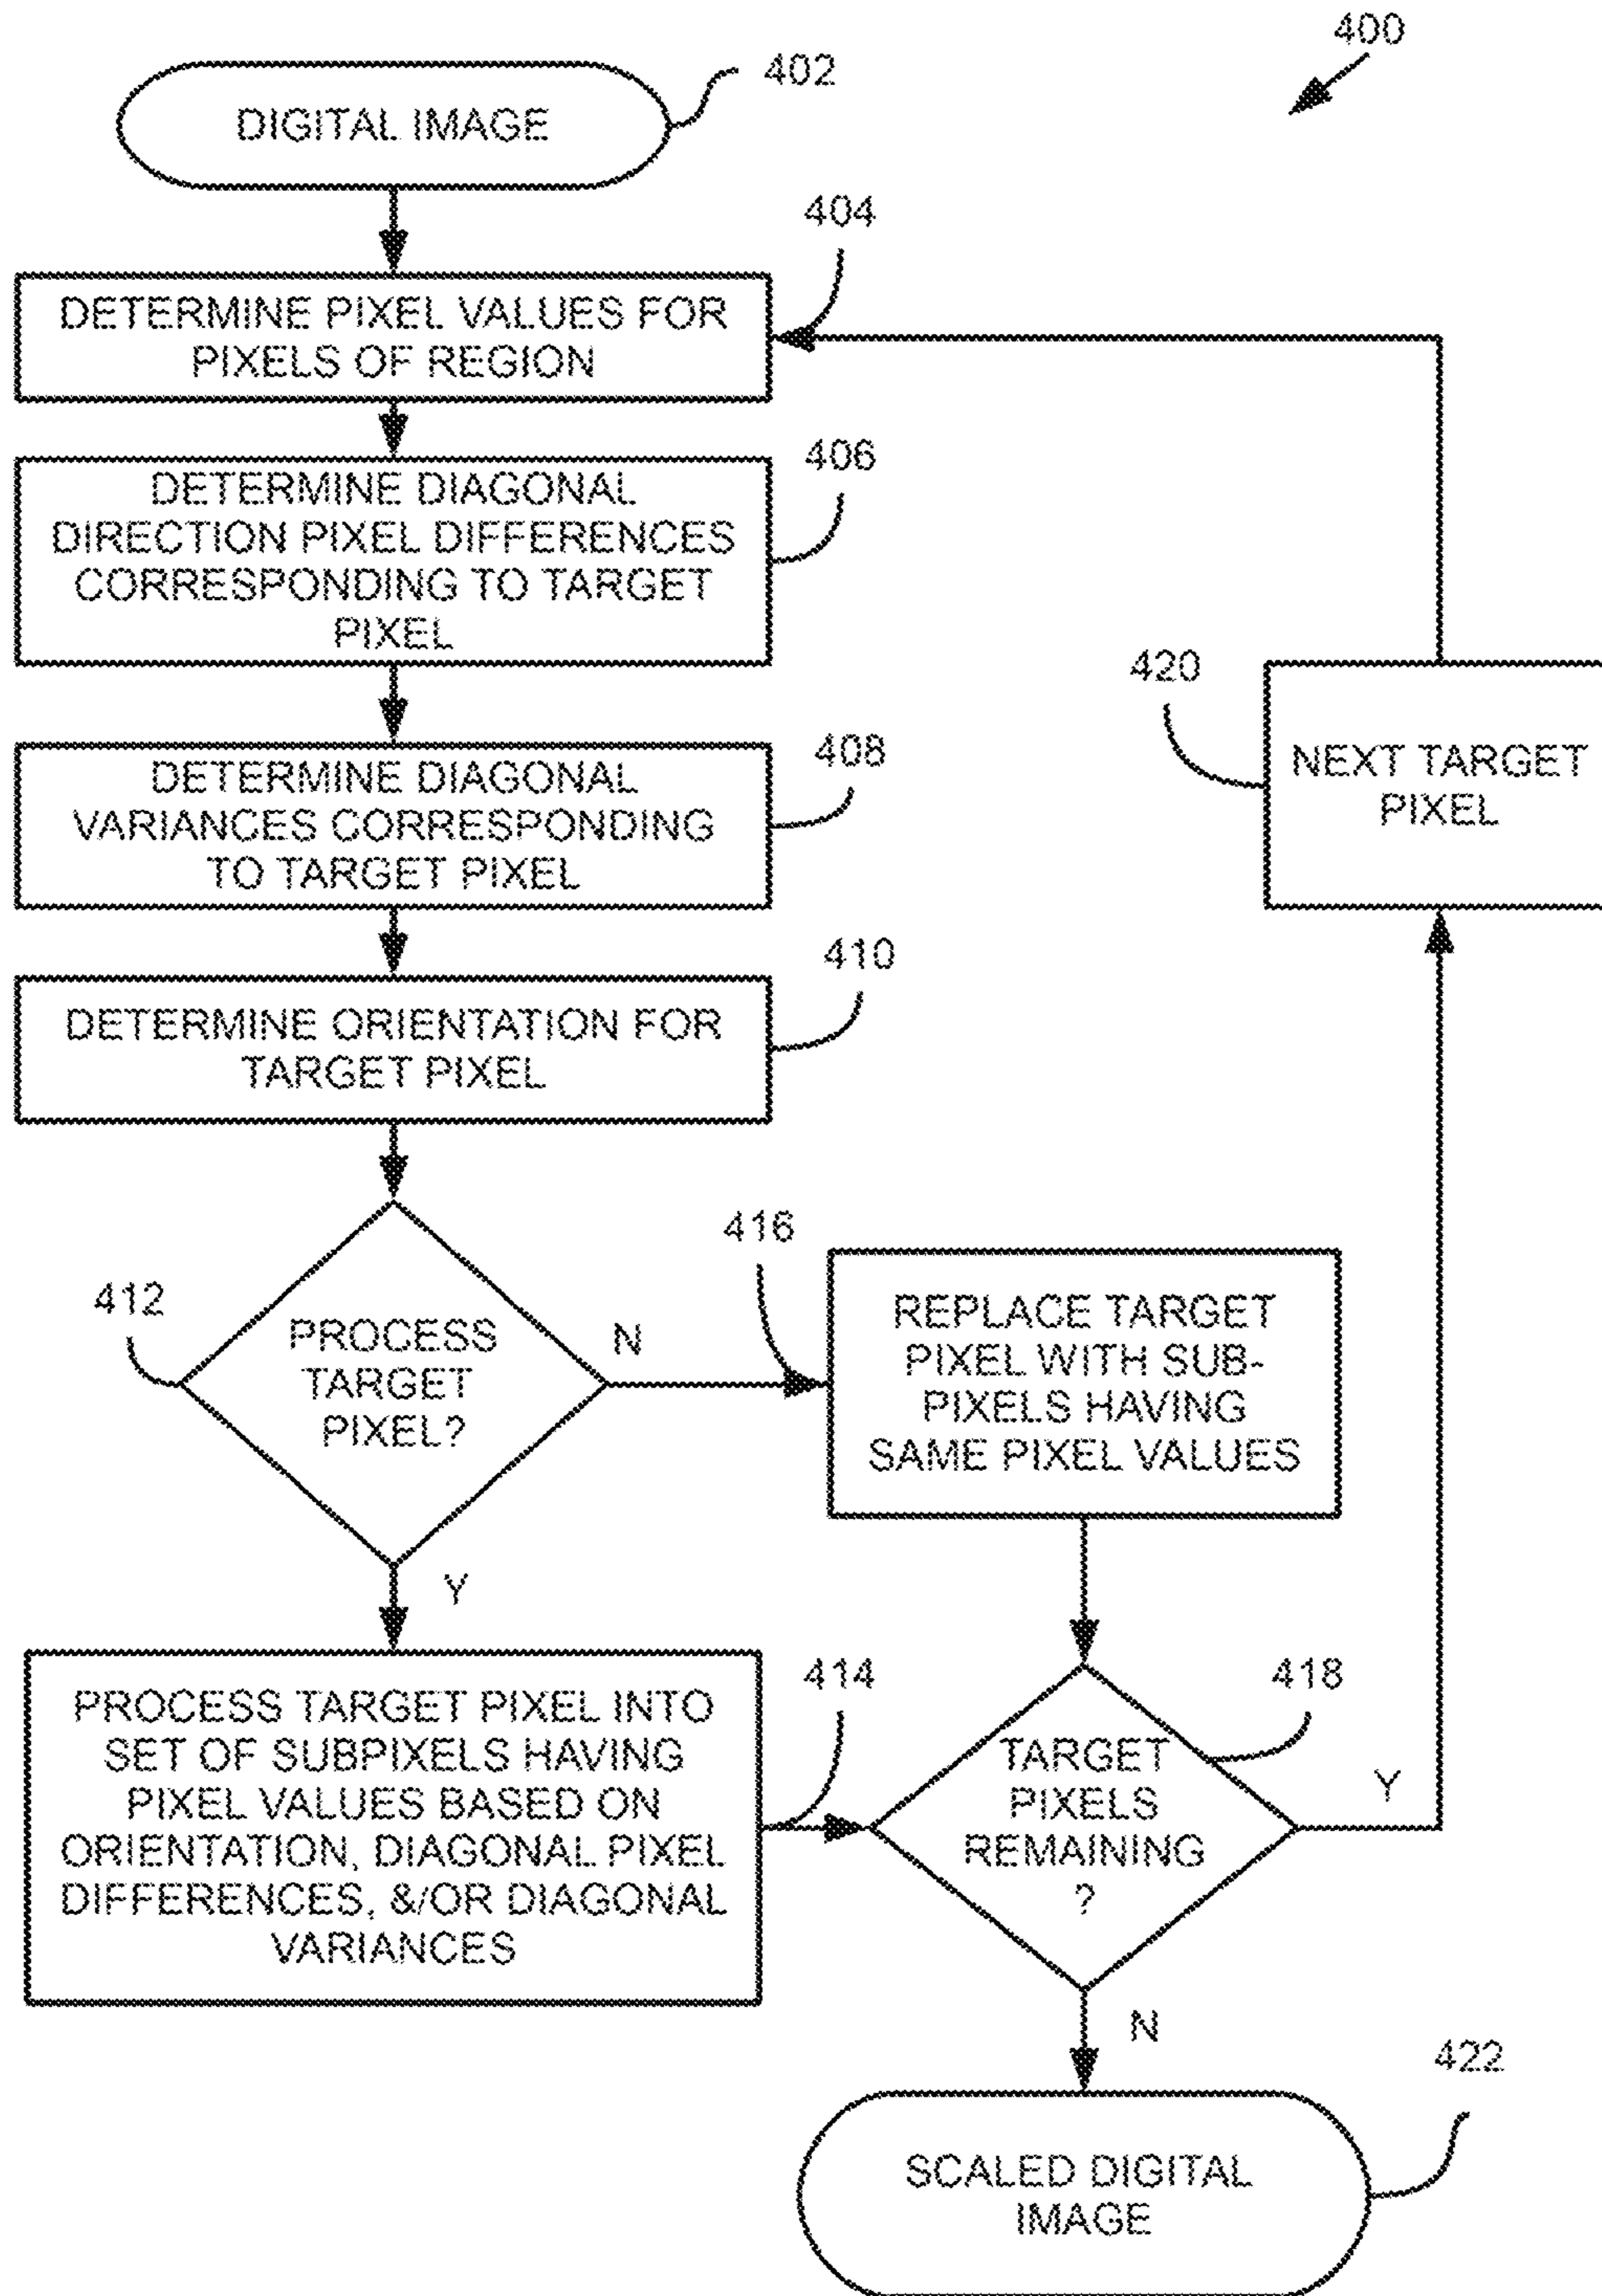 400
402
DIGITAL IMAGE
404
DETERMINE PIXEL VALUES FOR
PIXELS OF REGION
406
DETERMINE DIAGONAL
DIRECTION PIXEL DIFFERENCES
CORRESPONDING TO TARGET
PIXEL
420
NEXT TARGET
PIXEL
408
DETERMINE DIAGONAL
VARIANCES CORRESPONDING
TO TARGET PIXEL
410
DETERMINE ORIENTATION FOR
TARGET PIXEL
412
PROCESS
TARGET
PIXEL?
N
Y
416
REPLACE TARGET
PIXEL WITH SUB-
PIXELS HAVING
SAME PIXEL VALUES
414
PROCESS TARGET PIXEL INTO
SET OF SUBPIXELS HAVING
PIXEL VALUES BASED ON
ORIENTATION, DIAGONAL PIXEL
DIFFERENCES, &/OR DIAGONAL
VARIANCES
418
TARGET
PIXELS
REMAINING
?
Y
N
422
SCALED DIGITAL
IMAGE